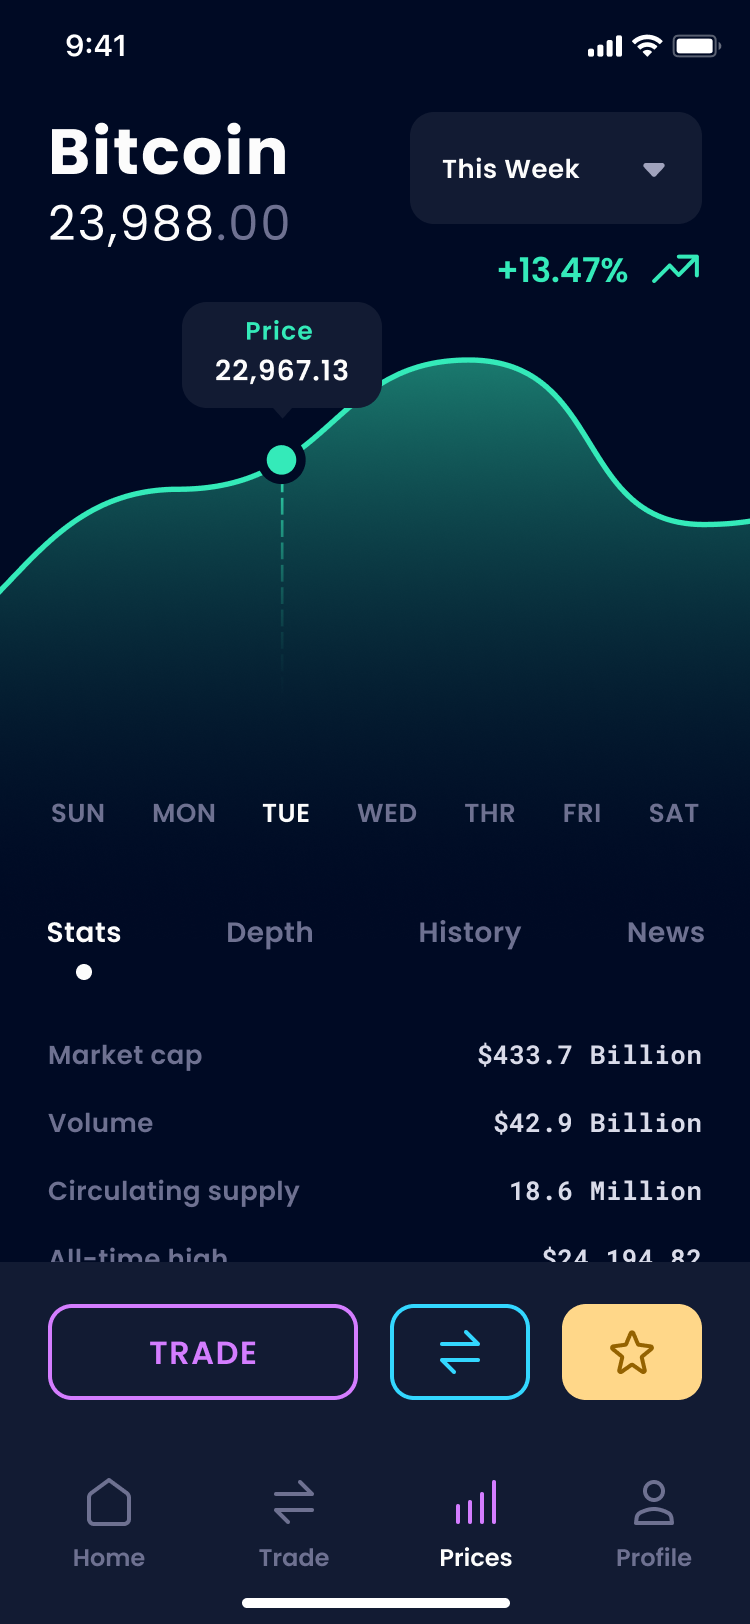 9:41
Bitcoin
This Week
23,988.00
+13.47%
Price
22,967.13
SUN MON TUE WED THR FRI SAT
Stats Depth History News
Market cap $433.7 Billion
Volume $42.9 Billion
Circulating supply 18.6 Million
All-time high $24,194.82
TRADE
Home Trade Prices Profile